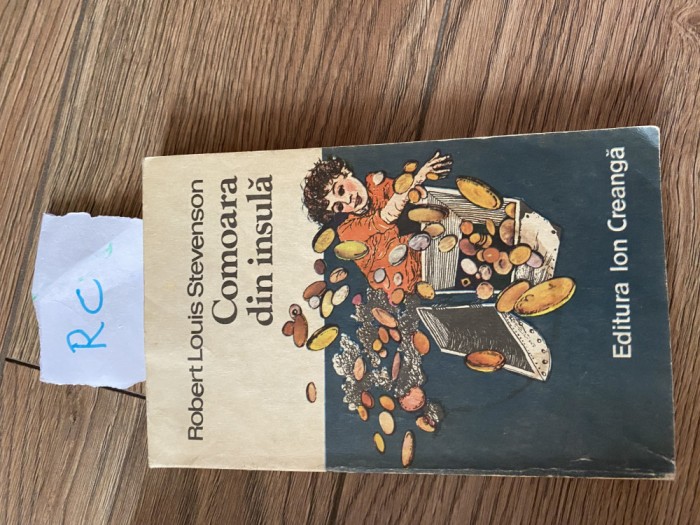 RC
Robert Louis Stevenson
Comoara
din insulă
Editura Ion Creangă